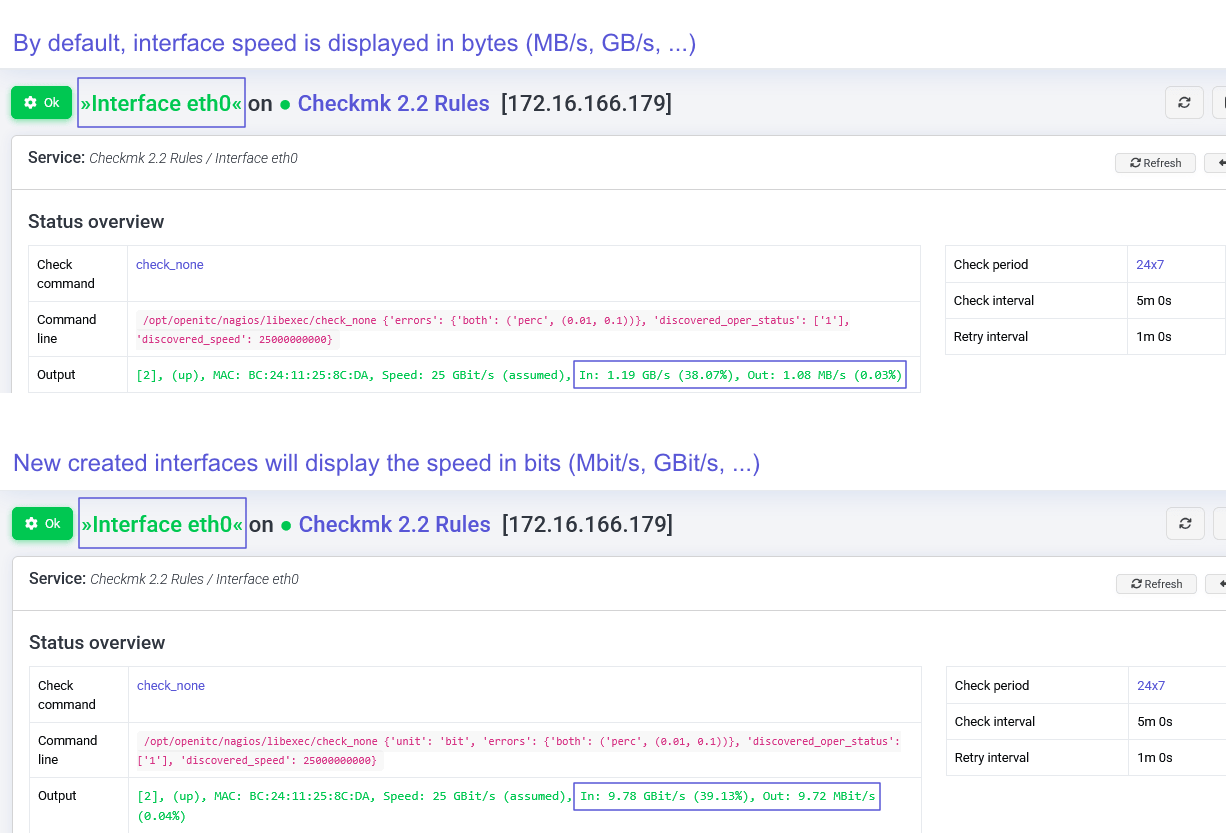 By default, interface speed is displayed in bytes (MB/s, GB/s, ...)
Ok »Interface eth0« on ● Checkmk 2.2 Rules [172.16.166.179]
Service: Checkmk 2.2 Rules / Interface eth0
Refresh
Status overview
Check command
check_none
Command line
/opt/openitc/nagios/libexec/check_none {'errors': {'both': ('perc', (0.01, 0.1))}, 'discovered_oper_status': ['1'],
'discovered_speed': 25000000000}
Output
[2], (up), MAC: BC:24:11:25:8C:DA, Speed: 25 GBit/s (assumed), In: 1.19 GB/s (38.07%), Out: 1.08 MB/s (0.03%)
Check period 24x7
Check interval 5m 0s
Retry interval 1m 0s
New created interfaces will display the speed in bits (Mbit/s, GBit/s, ...)
Ok »Interface eth0« on ● Checkmk 2.2 Rules [172.16.166.179]
Service: Checkmk 2.2 Rules / Interface eth0
Refresh
Status overview
Check command
check_none
Command line
/opt/openitc/nagios/libexec/check_none {'unit': 'bit', 'errors': {'both': ('perc', (0.01, 0.1))}, 'discovered_oper_status':
['1'], 'discovered_speed': 25000000000}
Output
[2], (up), MAC: BC:24:11:25:8C:DA, Speed: 25 GBit/s (assumed), In: 9.78 GBit/s (39.13%), Out: 9.72 MBit/s
(0.04%)
Check period 24x7
Check interval 5m 0s
Retry interval 1m 0s